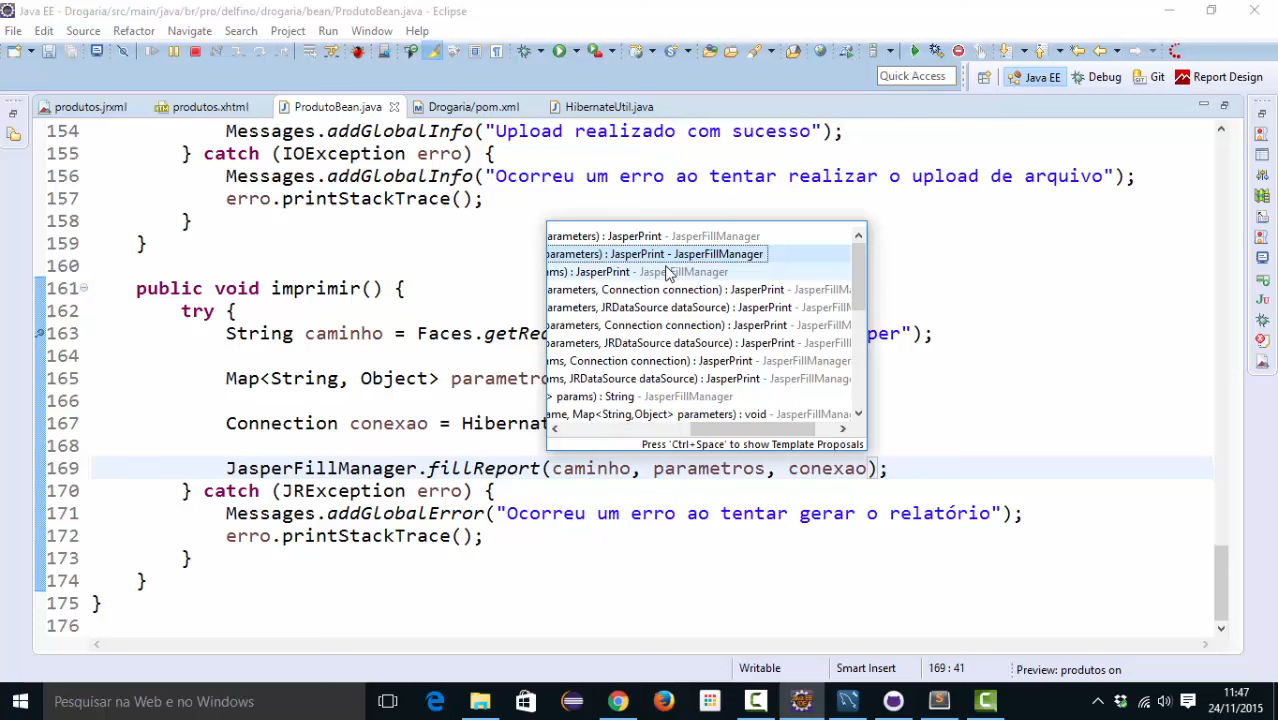 Java EE - Drogaria/src/main/java/br/pro/delfino/drogaria/bean/ProdutoBean.java - Eclipse
File Edit Source Refactor Navigate Search Project Run Window Help
Quick Access Java EE Debug Git Report Design
produtos.jrxml produtos.xhtml ProdutoBean.java Drogaria/pom.xml HibernateUtil.java
154 Messages.addGlobalInfo("Upload realizado com sucesso");
155 } catch (IOException erro) {
156 Messages.addGlobalInfo("Ocorreu um erro ao tentar realizar o upload de arquivo");
157 erro.printStackTrace();
158 }
159 }
160
161 public void imprimir() {
162 try {
163 String caminho = Faces.getRe per");
164
165 Map<String, Object> parametro
166
167 Connection conexao = Hiberna
168
169 JasperFillManager.fillReport(caminho, parametros, conexao);
170 } catch (JRException erro) {
171 Messages.addGlobalError("Ocorreu um erro ao tentar gerar o relatório");
172 erro.printStackTrace();
173 }
174 }
175 }
176
arameters) : JasperPrint - JasperFillManager
parameters) : JasperPrint - JasperFillManager
ms) : JasperPrint - JasperFillManager
arameters, Connection connection) : JasperPrint - JasperFillMa
arameters, JRDataSource dataSource) : JasperPrint - JasperFillM
arameters, Connection connection) : JasperPrint - JasperFillMa
arameters, JRDataSource dataSource) : JasperPrint - JasperFillM
ms, Connection connection) : JasperPrint - JasperFillManager
ms, JRDataSource dataSource) : JasperPrint - JasperFillManage
> params) : String - JasperFillManager
ame, Map<String,Object> parameters) : void - JasperFillMana
Press 'Ctrl+Space' to show Template Proposals
Writable Smart Insert 169 : 41 Preview: produtos on
Pesquisar na Web e no Windows
11:47
24/11/2015